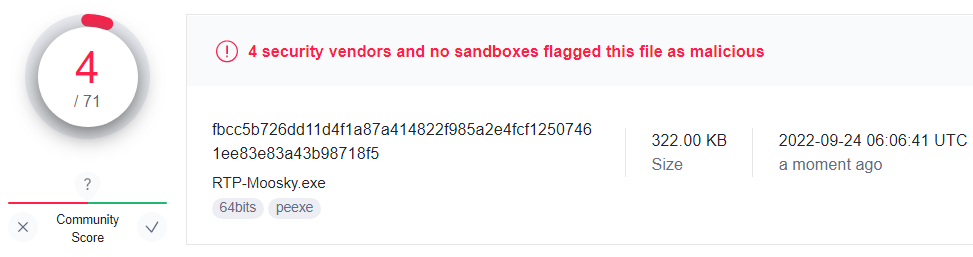 4
/ 71
?
Community
Score
4 security vendors and no sandboxes flagged this file as malicious
fbcc5b726dd11d4f1a87a414822f985a2e4fcf1250746
1ee83e83a43b98718f5
RTP-Moosky.exe
64bits peexe
322.00 KB
Size
2022-09-24 06:06:41 UTC
a moment ago